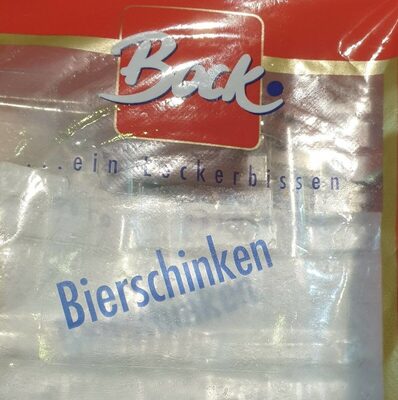 Bock.
...ein Leckerbissen
Bierschinken